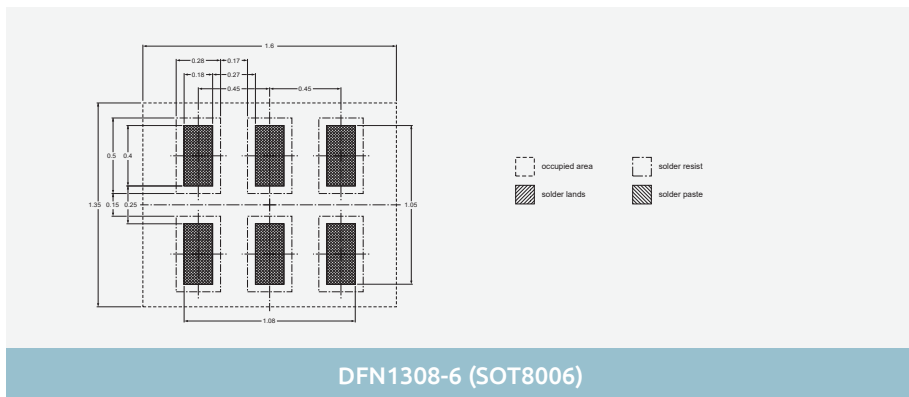 1.6
0.28 0.17
0.18 0.27
0.45 0.45
0.5 0.4
1.35 0.15 0.25 1.05
1.08
occupied area solder resist
solder lands solder paste
DFN1308-6 (SOT8006)